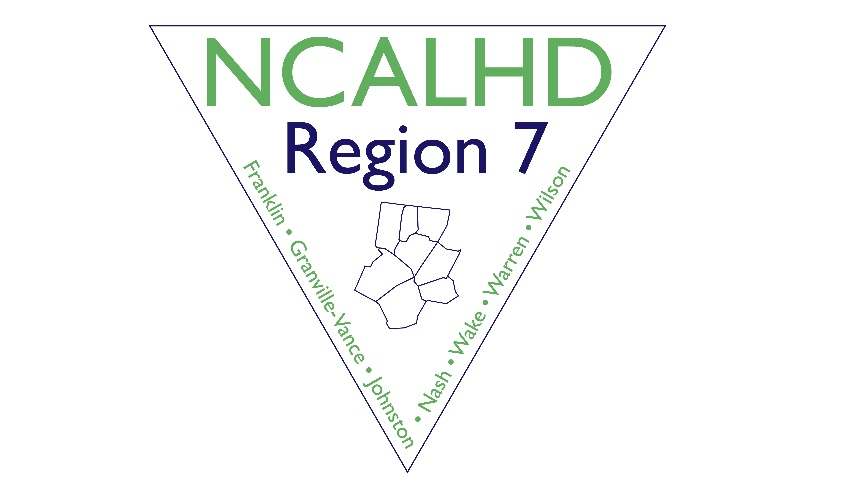 NCALHD
Region 7
Franklin • Granville-Vance • Johnston
• Nash • Wake • Warren • Wilson